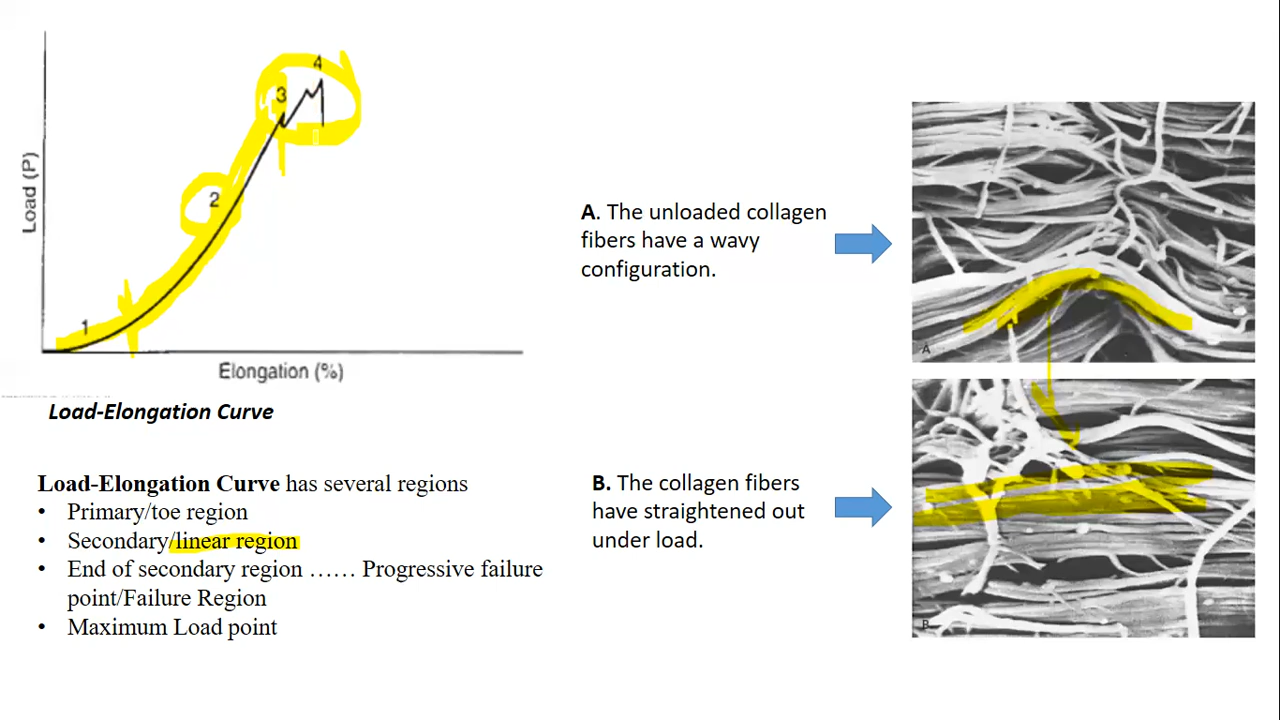 4
3
2
1
Load (P)
Elongation (%)
Load-Elongation Curve
Load-Elongation Curve has several regions
• Primary/toe region
• Secondary/linear region
• End of secondary region …… Progressive failure
point/Failure Region
• Maximum Load point
A. The unloaded collagen
fibers have a wavy
configuration.
B. The collagen fibers
have straightened out
under load.
A
B